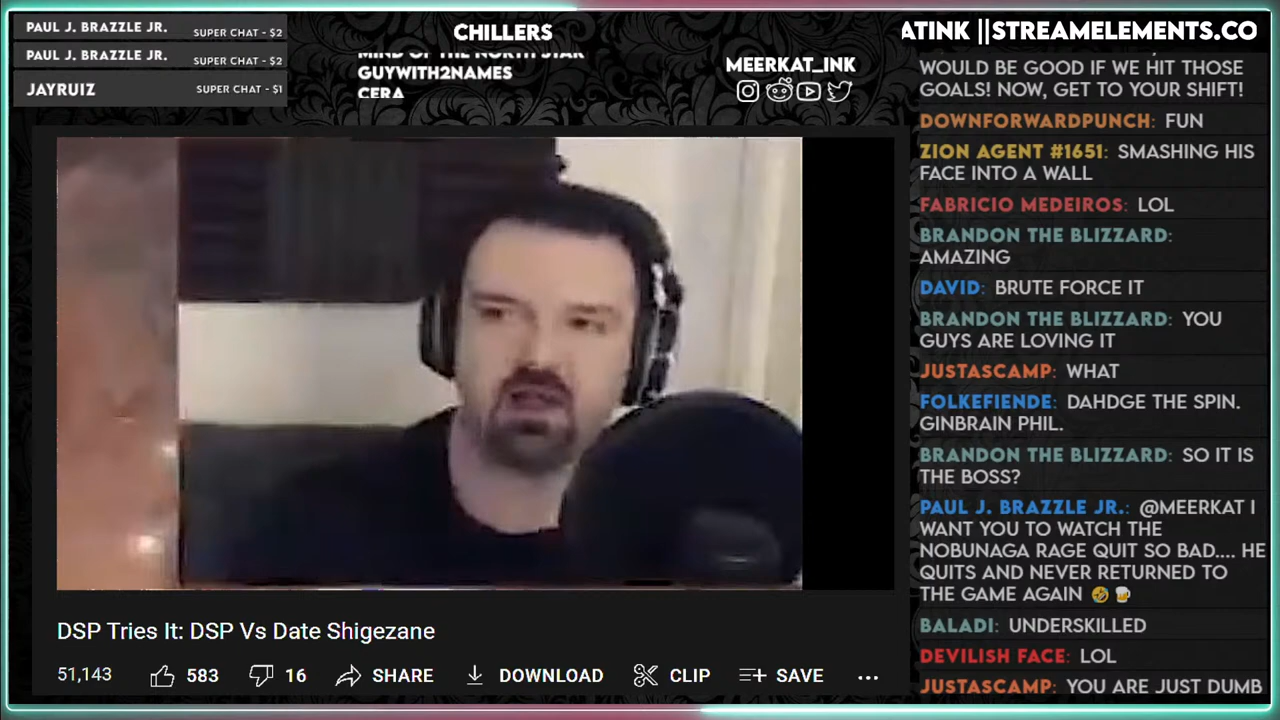 PAUL J. BRAZZLE JR. SUPER CHAT - $2
PAUL J. BRAZZLE JR. SUPER CHAT - $2
JAYRUIZ SUPER CHAT - $1
CHILLERS
MIND OF THE NORTH STAR
GUYWITH2NAMES
CERA
MEERKAT_INK
ATINK ||STREAMELEMENTS.CO
WOULD BE GOOD IF WE HIT THOSE
GOALS! NOW, GET TO YOUR SHIFT!
DOWNFORWARDPUNCH: FUN
ZION AGENT #1651: SMASHING HIS
FACE INTO A WALL
FABRICIO MEDEIROS: LOL
BRANDON THE BLIZZARD:
AMAZING
DAVID: BRUTE FORCE IT
BRANDON THE BLIZZARD: YOU
GUYS ARE LOVING IT
JUSTASCAMP: WHAT
FOLKEFIENDE: DAHDGE THE SPIN.
GINBRAIN PHIL.
BRANDON THE BLIZZARD: SO IT IS
THE BOSS?
PAUL J. BRAZZLE JR.: @MEERKAT I
WANT YOU TO WATCH THE
NOBUNAGA RAGE QUIT SO BAD.... HE
QUITS AND NEVER RETURNED TO
THE GAME AGAIN 🤣🍺
BALADI: UNDERSKILLED
DEVILISH FACE: LOL
JUSTASCAMP: YOU ARE JUST DUMB
DSP Tries It: DSP Vs Date Shigezane
51,143 583 16 SHARE DOWNLOAD CLIP SAVE ...